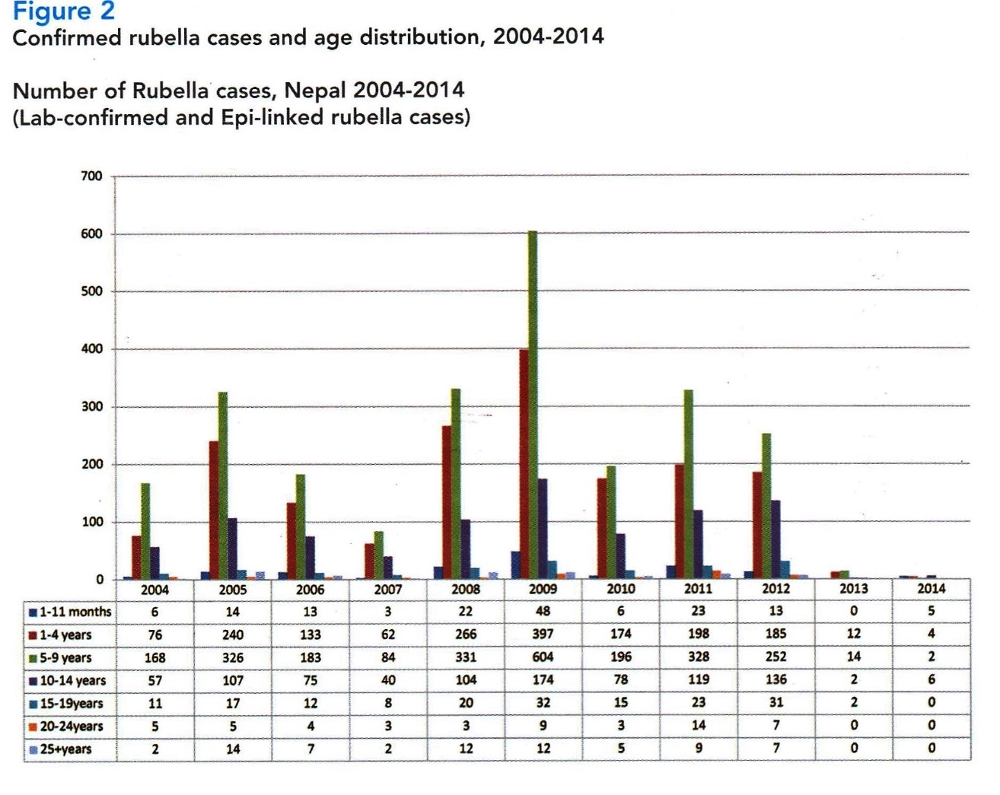 Figure 2
Confirmed rubella cases and age distribution, 2004-2014
Number of Rubella cases, Nepal 2004-2014
(Lab-confirmed and Epi-linked rubella cases)
700
600
500
400
300
200
100
0
2004 2005 2006 2007 2008 2009 2010 2011 2012 2013 2014
1-11 months 6 14 13 3 22 48 6 23 13 0 5
1-4 years 76 240 133 62 266 397 174 198 185 12 4
5-9 years 168 326 183 84 331 604 196 328 252 14 2
10-14 years 57 107 75 40 104 174 78 119 136 2 6
15-19years 11 17 12 8 20 32 15 23 31 2 0
20-24years 5 5 4 3 3 9 3 14 7 0 0
25+years 2 14 7 2 12 12 5 9 7 0 0